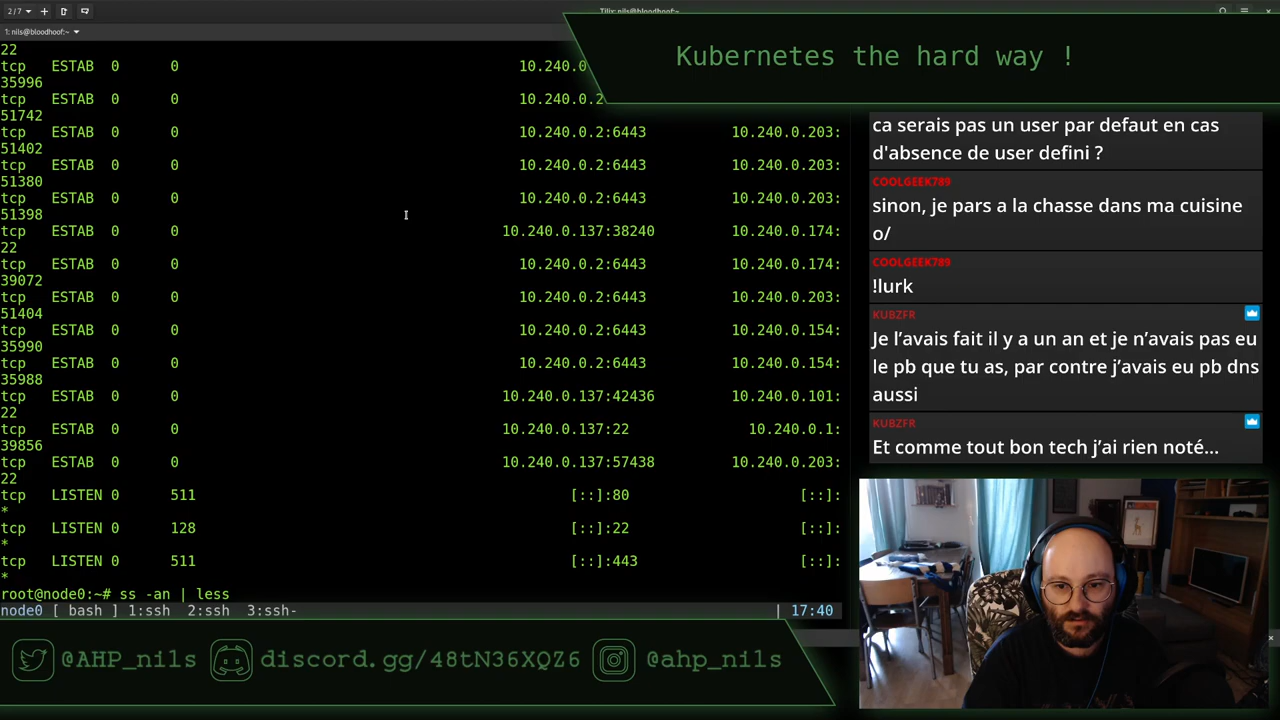 2/7
Tilix: nils@bloodhoof:~
1: nils@bloodhoof:~
Kubernetes the hard way !
22
tcp ESTAB 0 0 10.240.0
35996
tcp ESTAB 0 0 10.240.0.2
51742
tcp ESTAB 0 0 10.240.0.2:6443 10.240.0.203:
51402
tcp ESTAB 0 0 10.240.0.2:6443 10.240.0.203:
51380
tcp ESTAB 0 0 10.240.0.2:6443 10.240.0.203:
51398
tcp ESTAB 0 0 10.240.0.137:38240 10.240.0.174:
22
tcp ESTAB 0 0 10.240.0.2:6443 10.240.0.174:
39072
tcp ESTAB 0 0 10.240.0.2:6443 10.240.0.203:
51404
tcp ESTAB 0 0 10.240.0.2:6443 10.240.0.154:
35990
tcp ESTAB 0 0 10.240.0.2:6443 10.240.0.154:
35988
tcp ESTAB 0 0 10.240.0.137:42436 10.240.0.101:
22
tcp ESTAB 0 0 10.240.0.137:22 10.240.0.1:
39856
tcp ESTAB 0 0 10.240.0.137:57438 10.240.0.203:
22
tcp LISTEN 0 511 [::]:80 [::]:
*
tcp LISTEN 0 128 [::]:22 [::]:
*
tcp LISTEN 0 511 [::]:443 [::]:
*
root@node0:~# ss -an | less
node0 [ bash ] 1:ssh 2:ssh 3:ssh- | 17:40
ca serais pas un user par defaut en cas
d'absence de user defini ?
COOLGEEK789
sinon, je pars a la chasse dans ma cuisine
o/
COOLGEEK789
!lurk
KUBZFR
Je l’avais fait il y a un an et je n’avais pas eu
le pb que tu as, par contre j’avais eu pb dns
aussi
KUBZFR
Et comme tout bon tech j’ai rien noté...
@AHP_nils discord.gg/48tN36XQZ6 @ahp_nils